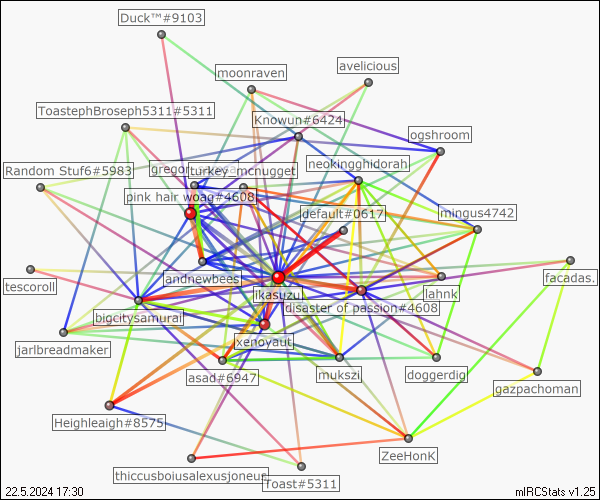 Duck™#9103
moonraven
avelicious
ToastephBroseph5311#5311
Knowun#6424
ogshroom
Random Stuf6#5983
turkey_mcnugget
neokingghidorah
pink hair woag#4608
default#0617
mingus4742
tescoroll
andnewbees
ikasuzu.
lahnk
facadas.
bigcitysamurai
disaster of passion#4608
jarlbreadmaker
xenoyaut
asad#6947
mukszi
doggerdig
gazpachoman
Heighleaigh#8575
ZeeHonK
thiccusboiusalexusjoneus
Toast#5311
22.5.2024 17:30
mIRCStats v1.25